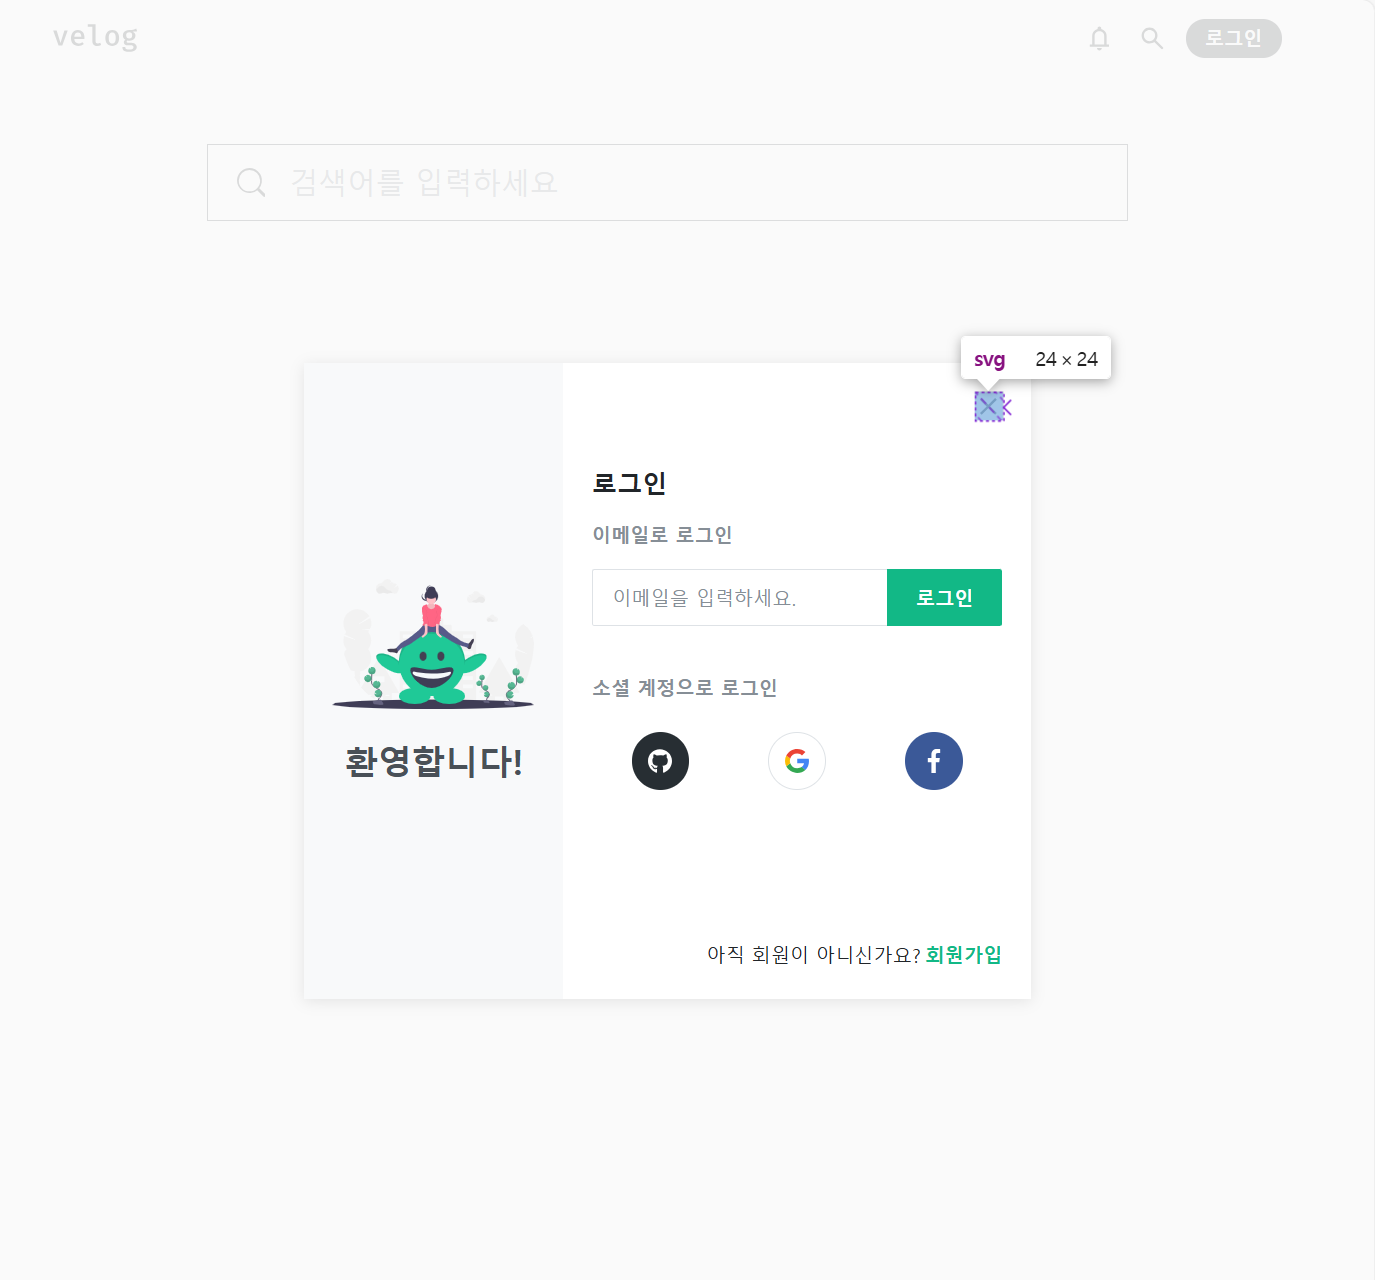 velog
로그인
검색어를 입력하세요
svg 24 × 24
로그인
이메일로 로그인
이메일을 입력하세요.
로그인
소셜 계정으로 로그인
환영합니다!
아직 회원이 아니신가요? 회원가입